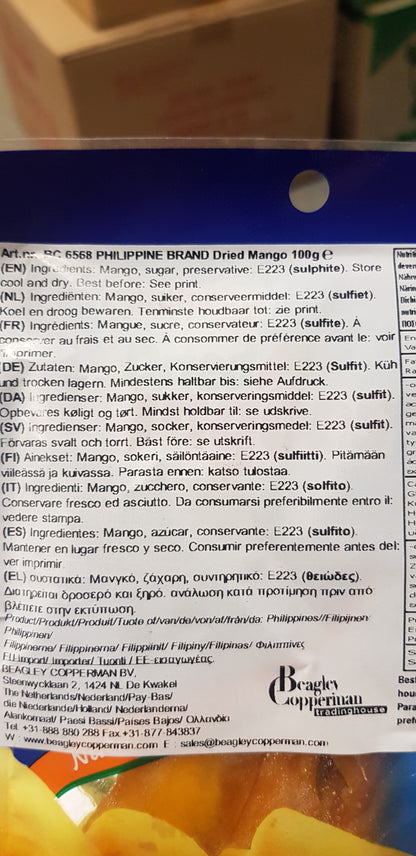 Art.nr. BC 6568 PHILIPPINE BRAND Dried Mango 100g ℮
(EN) Ingredients: Mango, sugar, preservative: E223 (sulphite). Store
cool and dry. Best before: See print.
(NL) Ingrediënten: Mango, suiker, conserveermiddel: E223 (sulfiet).
Koel en droog bewaren. Tenminste houdbaar tot: zie print.
(FR) Ingrédients: Mangue, sucre, conservateur: E223 (sulfite). À
conserver au frais et au sec. À consommer de préférence avant le: voir
imprimer.
(DE) Zutaten: Mango, Zucker, Konservierungsmittel: E223 (Sulfit). Küh
und trocken lagern. Mindestens haltbar bis: siehe Aufdruck.
(DA) Ingredienser: Mango, sukker, konserveringsmiddel: E223 (sulfit).
Opbevares køligt og tørt. Mindst holdbar til: se udskrive.
(SV) ingredienser: Mango, socker, konserveringsmedel: E223 (sulfit).
Förvaras svalt och torrt. Bäst före: se utskrift.
(FI) Ainekset: Mango, sokeri, säilöntäaine: E223 (sulfiitti). Pitämään
viileässä ja kuivassa. Parasta ennen: katso tulostaa.
(IT) Ingredienti: Mango, zucchero, conservante: E223 (solfito).
Conservare fresco ed asciutto. Da consumarsi preferibilmente entro il:
vedere stampa.
(ES) Ingredientes: Mango, azúcar, conservante: E223 (sulfito).
Mantener en lugar fresco y seco. Consumir preferentemente antes del:
ver imprimir
(EL) συστατικά: Μανγκό, ζάχαρη, συντηρητικό: E223 (θειώδες).
Διατηρείται δροσερό και ξηρό. ανάλωση κατά προτίμηση πριν από
βλέπετε στην εκτύπωση.
Product/Produkt/Produit/Tuote of/van/de/von/af/från/da: Philippines//Filipijnen/
Philippinen/
Filippinerne/ Filippinerna/ Filippiinit/ Filipiny/Filipinas/ Φιλιππίνες
EU-Import/ Importer/ Tuonti / ΕΕ-εισαγωγέας
BEAGLEY COPPERMAN BV,
Steenwycklaan 2, 1424 NL De Kwakel
The Netherlands/Nederland/Pay-Bas/
die Niederlande/Holland/ Nederländerna/
Alankomaat/ Paesi Bassi/Países Bajos/ Ολλανδία
Tel. +31-888 880 288 Fax.+31-877-843837
W : www.beagleycopperman.com E : sales@beagleycopperman.com
Beagley
Copperman
tradinghouse